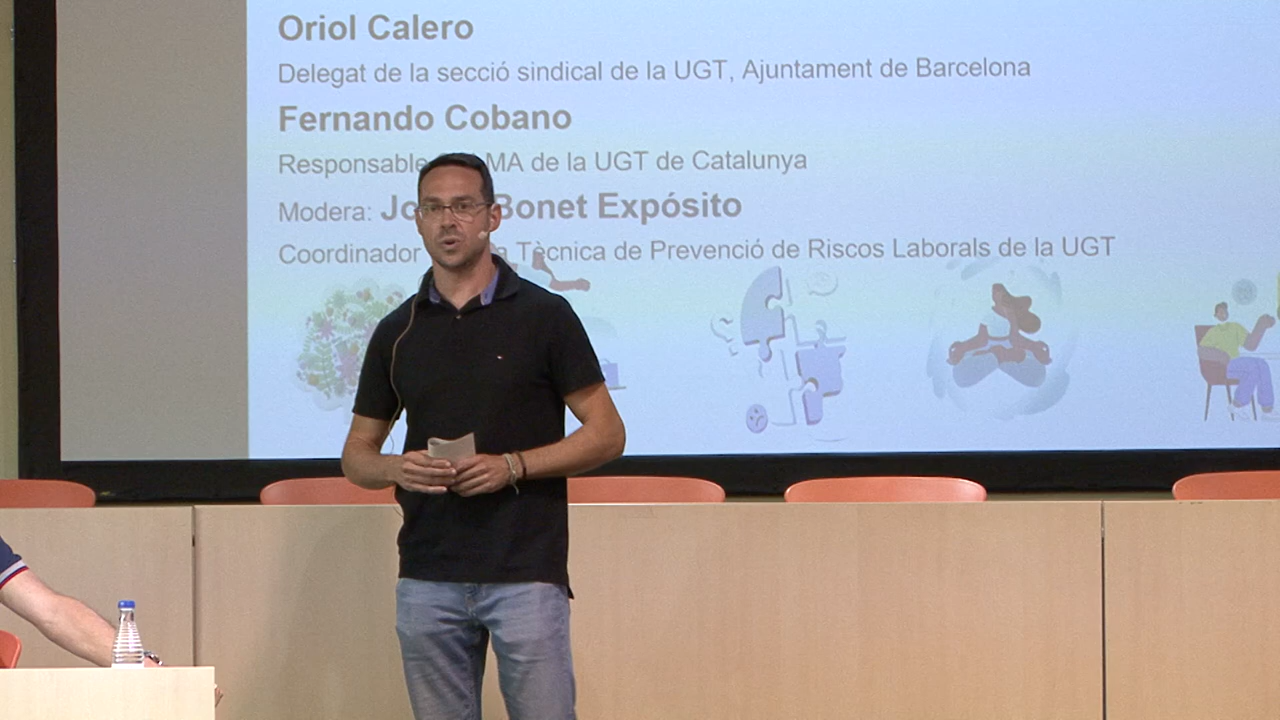 Oriol Calero
Delegat de la secció sindical de la UGT, Ajuntament de Barcelona
Fernando Cobano
Responsable MA de la UGT de Catalunya
Modera: Bonet Expósito
Coordinador Tècnica de Prevenció de Riscos Laborals de la UGT